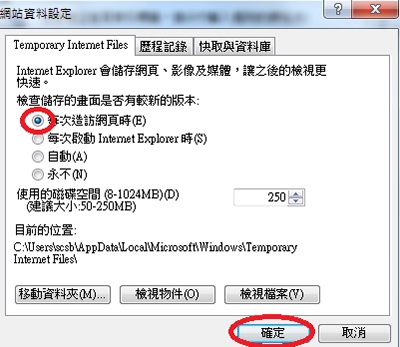 網站資料設定
Temporary Internet Files
歷程記錄
快取與資料庫
Internet Explorer 會儲存網頁、影像及媒體,讓之後的檢視更
快速。
檢查儲存的畫面是否有較新的版本:
每次造訪網頁時(E)
每次啟動 Internet Explorer 時(S)
自動(A)
永不(N)
使用的磁碟空間 (8-1024MB)(D)
(建議大小:50-250MB)
250
目前的位置:
C:\Users\scsb\AppData\Local\Microsoft\Windows\Temporary
Internet Files\
移動資料夾(M)...
檢視物件(O)
檢視檔案(V)
確定
取消